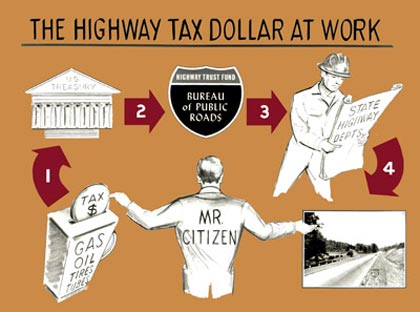 THE HIGHWAY TAX DOLLAR AT WORK
U.S.
TREASURY
2
HIGHWAY TRUST FUND
BUREAU
of PUBLIC
ROADS
3
STATE
HIGHWAY
DEPTS.
1
TAX
$
GAS
OIL
TIRES
TUBES
MR.
CITIZEN
4